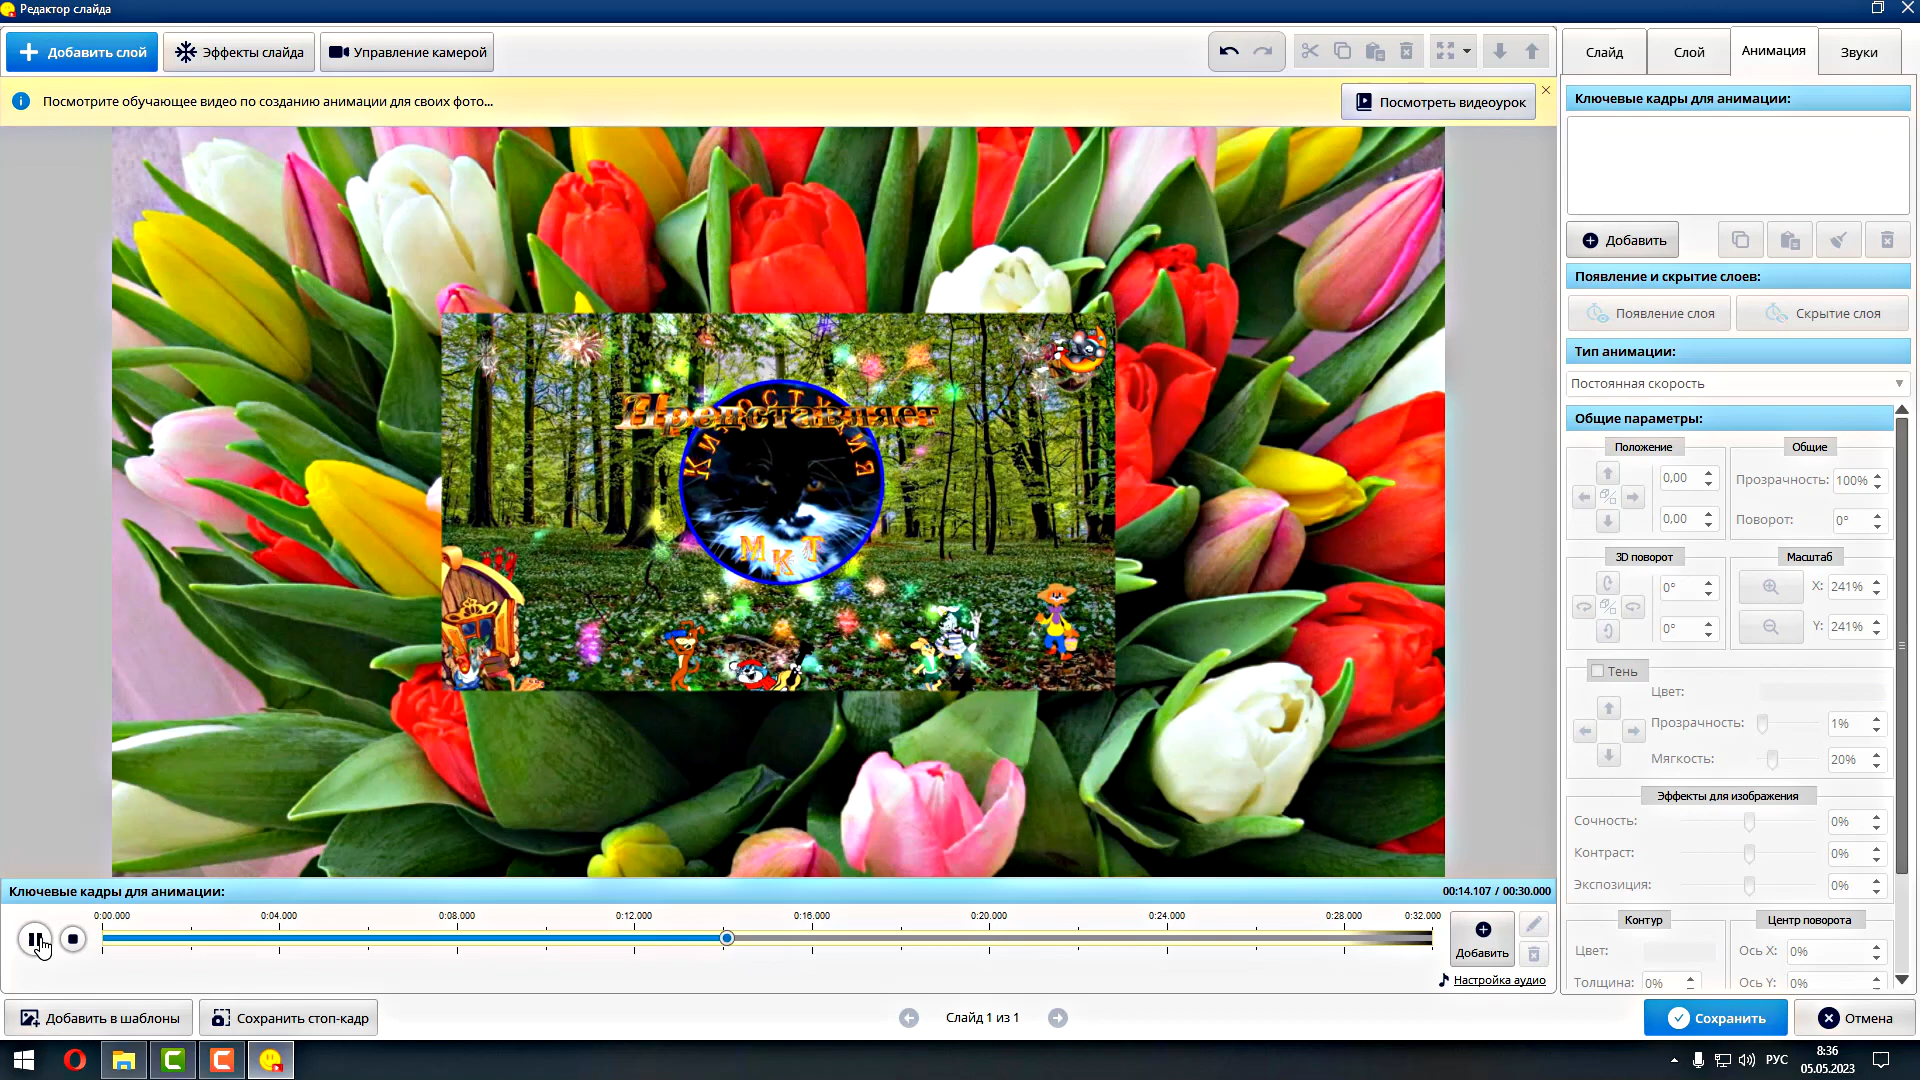 Редактор слайда
Добавить слой
Эффекты слайда
Управление камерой
Посмотрите обучающее видео по созданию анимации для своих фото...
Посмотреть видеоурок
Представляет
М К Т
Слайд
Слой
Анимация
Звуки
Ключевые кадры для анимации:
Добавить
Появление и скрытие слоев:
Появление слоя
Скрытие слоя
Тип анимации:
Постоянная скорость
Общие параметры:
Положение
Общие
0,00
Прозрачность: 100%
0,00
Поворот: 0°
3D поворот
Масштаб
0°
X: 241%
0°
Y: 241%
Тень
Цвет:
Прозрачность: 1%
Мягкость: 20%
Эффекты для изображения
Сочность: 0%
Контраст: 0%
Экспозиция: 0%
Контур
Центр поворота
Цвет:
Ось X: 0%
Толщина: 0%
Ось Y: 0%
Ключевые кадры для анимации:
00:14.107 / 00:30.000
0:00.000
0:04.000
0:08.000
0:12.000
0:16.000
0:20.000
0:24.000
0:28.000
0:32.000
Добавить
Настройка аудио
Добавить в шаблоны
Сохранить стоп-кадр
Слайд 1 из 1
Сохранить
Отмена
РУС
8:36
05.05.2023